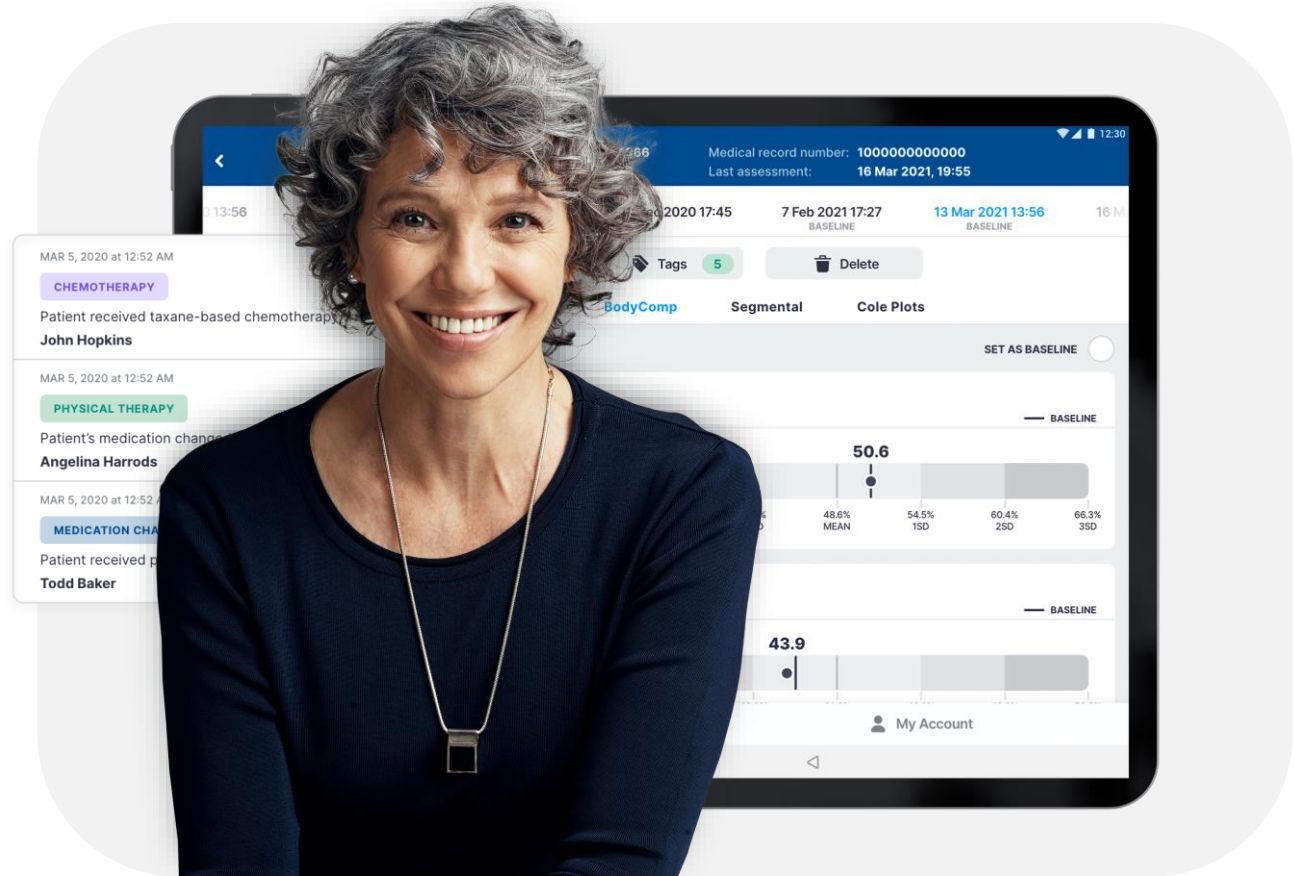 12:30
66
Medical record number: 1000000000000
Last assessment: 16 Mar 2021, 19:55
13:56
2020 17:45
7 Feb 2021 17:27
BASELINE
13 Mar 2021 13:56
BASELINE
16 M
Tags 5
Delete
BodyComp
Segmental
Cole Plots
SET AS BASELINE
MAR 5, 2020 at 12:52 AM
CHEMOTHERAPY
Patient received taxane-based chemotherapy
John Hopkins
MAR 5, 2020 at 12:52 AM
PHYSICAL THERAPY
Patient's medication change
Angelina Harrods
MAR 5, 2020 at 12:52
MEDICATION CHA
Patient received p
Todd Baker
BASELINE
50.6
48.6%
MEAN
54.5%
1SD
60.4%
2SD
66.3%
3SD
BASELINE
43.9
My Account